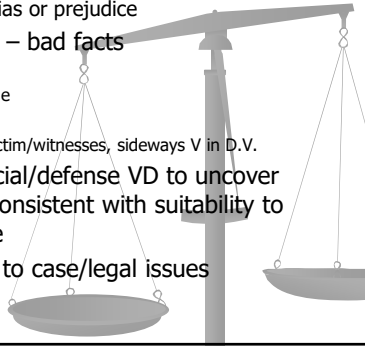 ias or prejudice
– bad facts
e
tim/witnesses, sideways V in D.V.
cial/defense VD to uncover
onsistent with suitability to
e
to case/legal issues